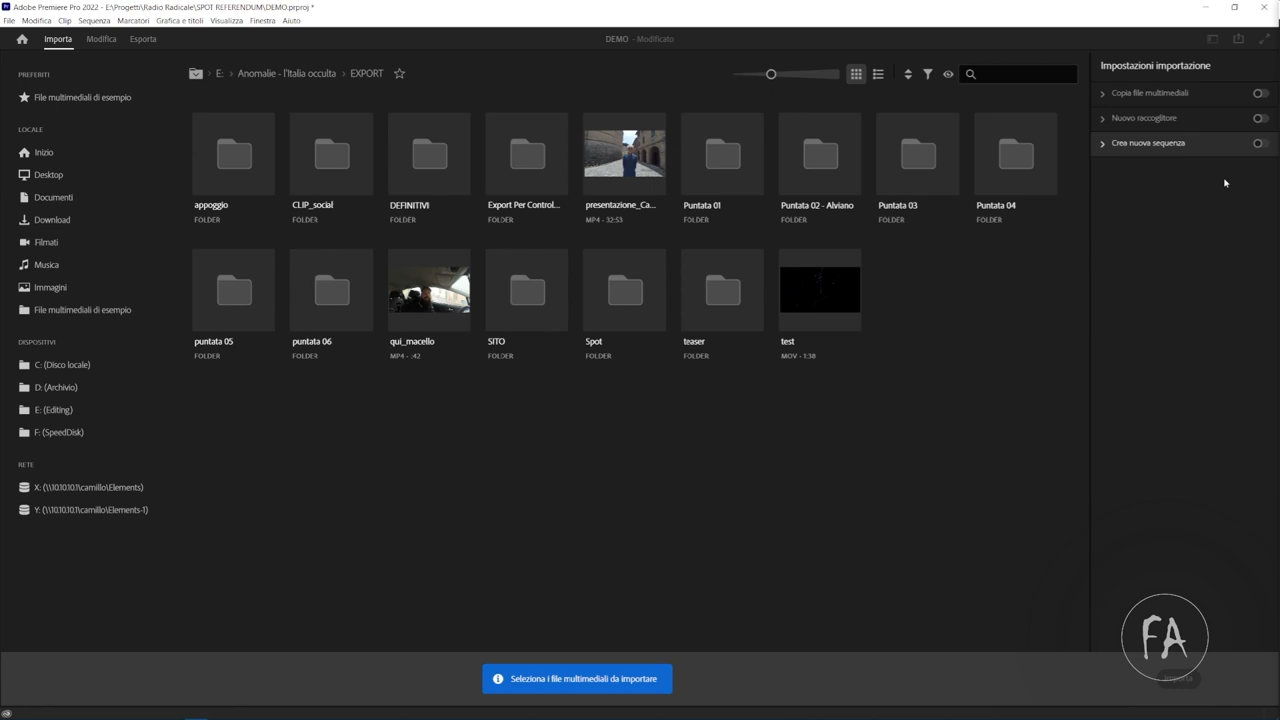 Adobe Premiere Pro 2022 - E:\Progetti\Radio Radicale\SPOT REFERENDUM\DEMO.prproj *
File Modifica Clip Sequenza Marcatori Grafica e titoli Visualizza Finestra Aiuto
Importa Modifica Esporta
DEMO - Modificato
PREFERITI
File multimediali di esempio
LOCALE
Inizio
Desktop
Documenti
Download
Filmati
Musica
Immagini
File multimediali di esempio
DISPOSITIVI
C: (Disco locale)
D: (Archivio)
E: (Editing)
F: (SpeedDisk)
RETE
X: (\\10.10.10.1\camillo\Elements)
Y: (\\10.10.10.1\camillo\Elements-1)
E: › Anomalie - l'Italia occulta › EXPORT
appoggio CLIP_social DEFINITIVI Export Per Control... presentazione_Ca... Puntata 01 Puntata 02 - Alviano Puntata 03 Puntata 04
FOLDER FOLDER FOLDER FOLDER MP4 - 32:53 FOLDER FOLDER FOLDER FOLDER
puntata 05 puntata 06 qui_macello SITO Spot teaser test
FOLDER FOLDER MP4 - :42 FOLDER FOLDER FOLDER MOV - 1:38
Impostazioni importazione
Copia file multimediali
Nuovo raccoglitore
Crea nuova sequenza
Seleziona i file multimediali da importare
FA
Importa